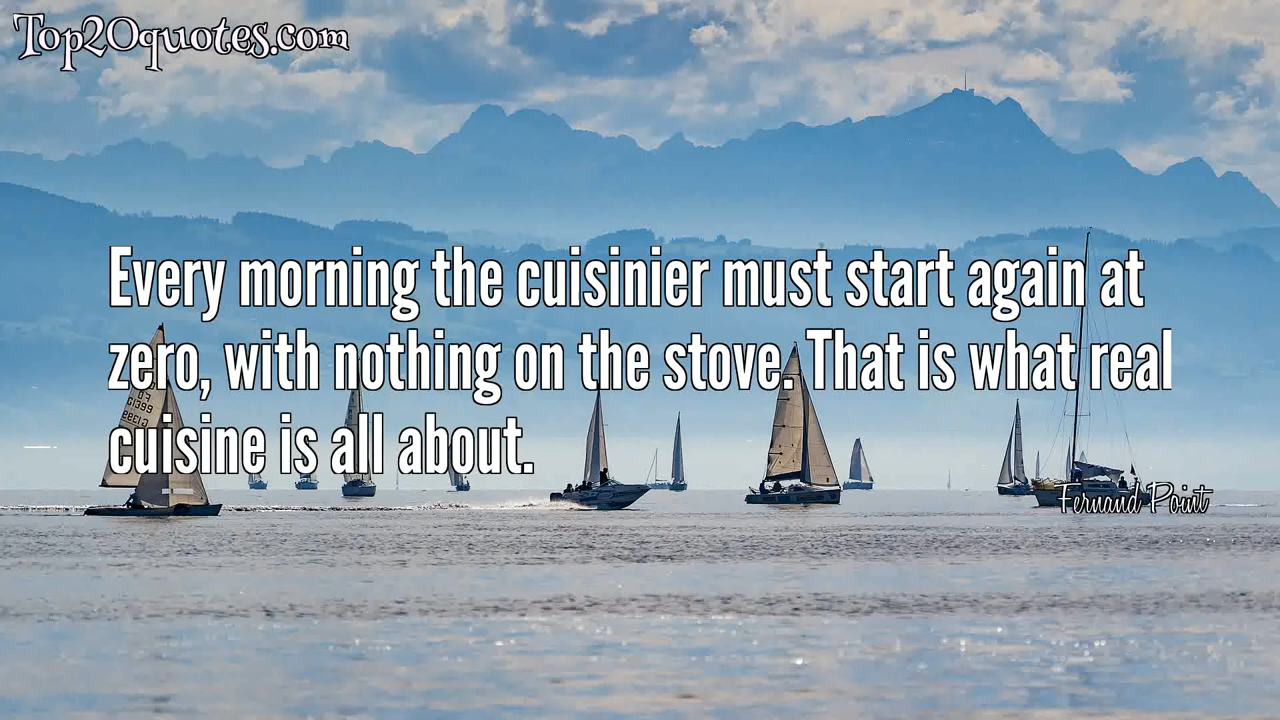 Top20quotes.com
Every morning the cuisinier must start again at
zero, with nothing on the stove. That is what real
cuisine is all about.
Fernand Point